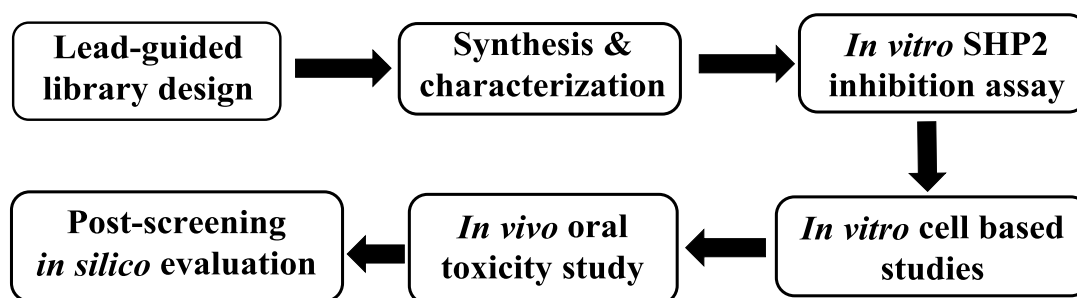 Lead-guided
library design
Synthesis &
characterization
In vitro SHP2
inhibition assay
In vitro cell based
studies
In vivo oral
toxicity study
Post-screening
in silico evaluation